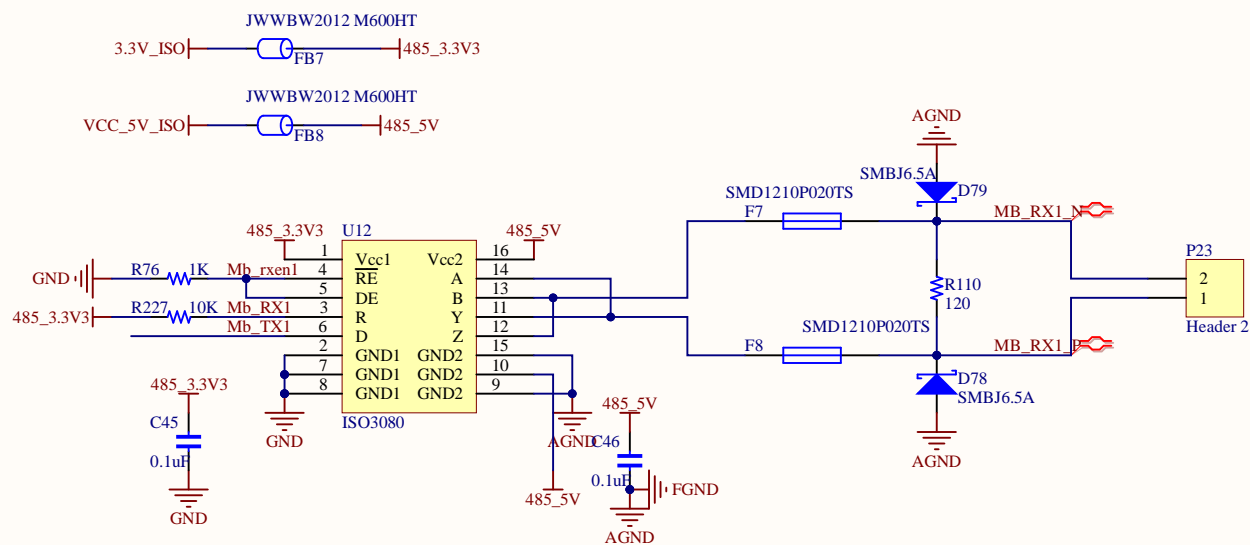 JWWBW2012 M600HT
3.3V_ISO
FB7
485_3.3V3
JWWBW2012 M600HT
VCC_5V_ISO
FB8
485_5V
AGND
SMBJ6.5A
D79
SMD1210P020TS
F7
MB_RX1_N
485_3.3V3
U12
485_5V
1 Vcc1 Vcc2 16
GND R76 1K Mb_rxen1 4 RE A 14
5 DE B 13
485_3.3V3 R227 10K Mb_RX1 3 R Y 11
Mb_TX1 6 D Z 12
2 GND1 GND2 15
7 GND1 GND2 10
8 GND1 GND2 9
ISO3080
GND
AGND
R110
120
P23
2
1
Header 2
SMD1210P020TS
F8
MB_RX1_P
D78
SMBJ6.5A
AGND
485_3.3V3
C45
0.1uF
GND
485_5V
485_5V
C46
0.1uF
FGND
AGND